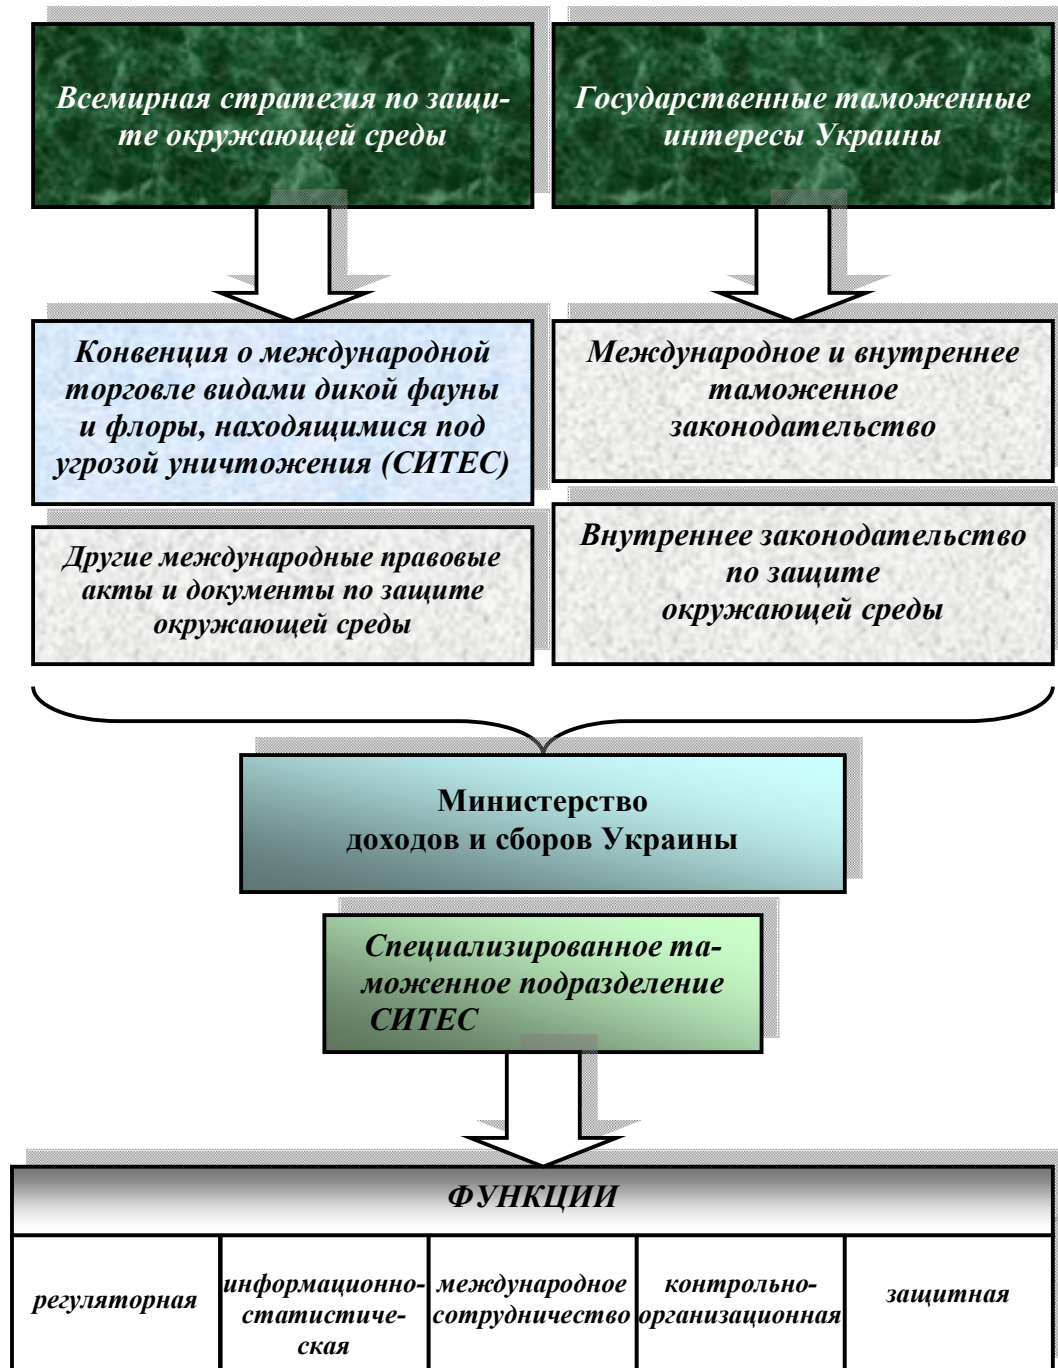 Всемирная стратегия по защи-
те окружающей среды
Государственные таможенные
интересы Украины
Конвенция о международной
торговле видами дикой фауны
и флоры, находящимися под
угрозой уничтожения (СИТЕС)
Международное и внутреннее
таможенное
законодательство
Другие международные правовые
акты и документы по защите
окружающей среды
Внутреннее законодательство
по защите
окружающей среды
Министерство
доходов и сборов Украины
Специализированное та-
моженное подразделение
СИТЕС
ФУНКЦИИ
регуляторная
информационно-
статистиче-
ская
международное
сотрудничество
контрольно-
организационная
защитная